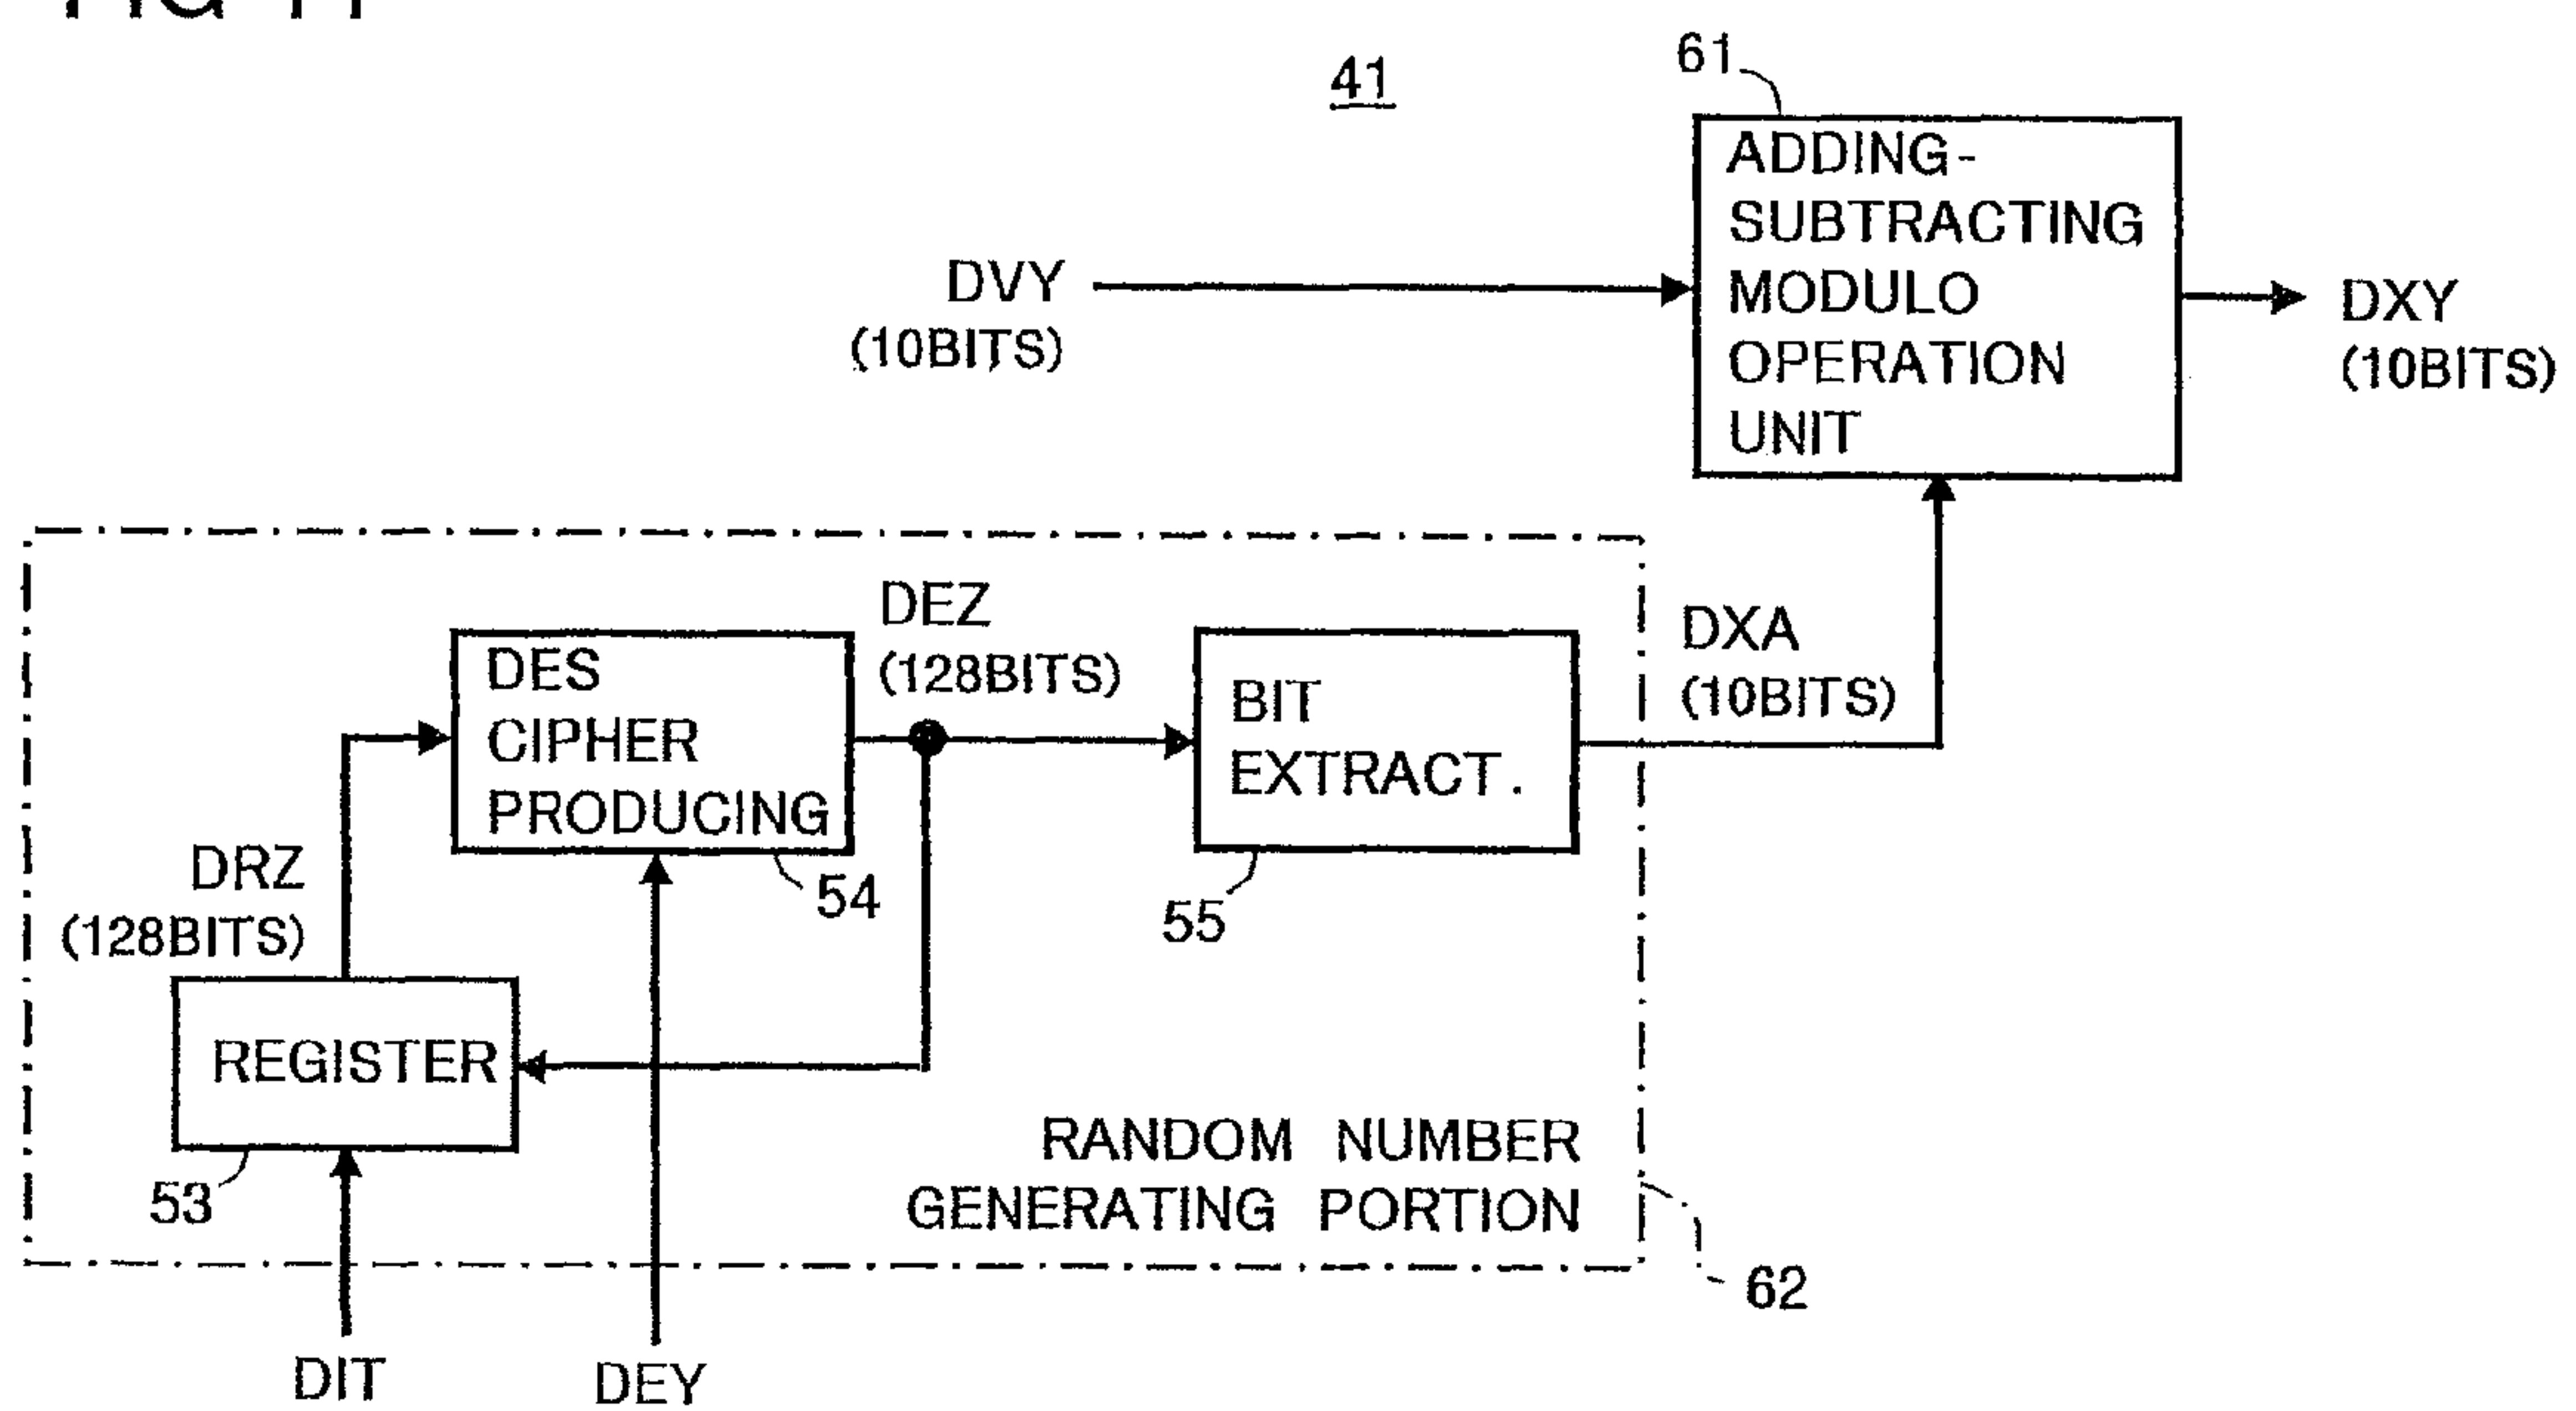 41
61
ADDING-
SUBTRACTING
MODULO
OPERATION
UNIT
DVY
(10BITS)
DXY
(10BITS)
DES
CIPHER
PRODUCING
54
DEZ
(128BITS)
BIT
EXTRACT.
55
DXA
(10BITS)
DRZ
(128BITS)
REGISTER
53
RANDOM NUMBER
GENERATING PORTION
62
DIT
DEY